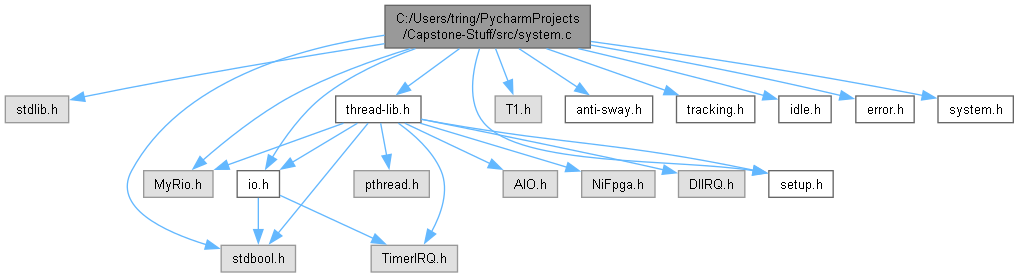 C:/Users/tring/PycharmProjects
/Capstone-Stuff/src/system.c
stdlib.h
thread-lib.h
T1.h
anti-sway.h
tracking.h
idle.h
error.h
system.h
MyRio.h
io.h
pthread.h
AIO.h
NiFpga.h
DIIRQ.h
setup.h
stdbool.h
TimerIRQ.h